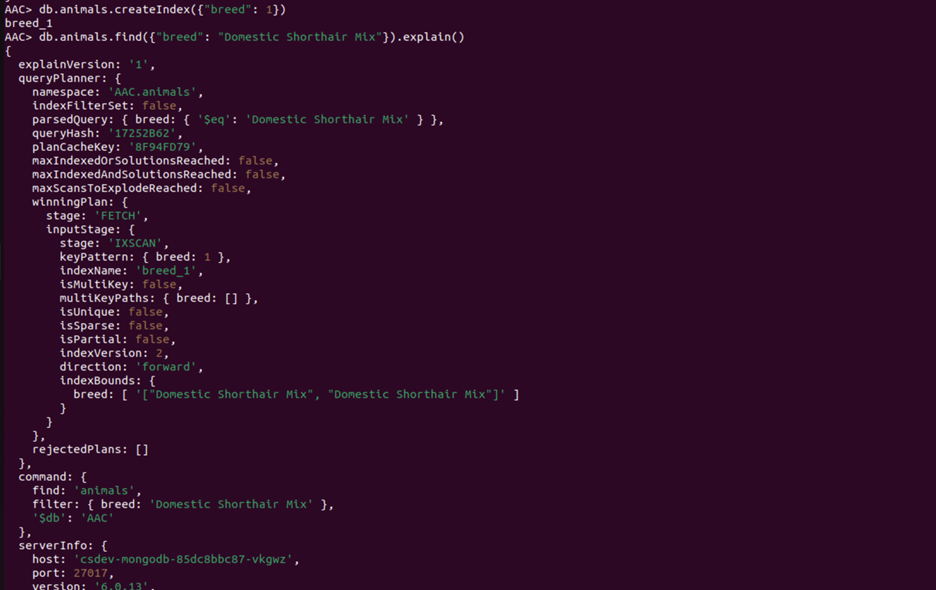 AAC> db.animals.createIndex({"breed": 1})
breed_1
AAC> db.animals.find({"breed": "Domestic Shorthair Mix"}).explain()
{
  explainVersion: '1',
  queryPlanner: {
    namespace: 'AAC.animals',
    indexFilterSet: false,
    parsedQuery: { breed: { '$eq': 'Domestic Shorthair Mix' } },
    queryHash: '17252B62',
    planCacheKey: '8F94FD79',
    maxIndexedOrSolutionsReached: false,
    maxIndexedAndSolutionsReached: false,
    maxScansToExplodeReached: false,
    winningPlan: {
      stage: 'FETCH',
      inputStage: {
        stage: 'IXSCAN',
        keyPattern: { breed: 1 },
        indexName: 'breed_1',
        isMultiKey: false,
        multiKeyPaths: { breed: [] },
        isUnique: false,
        isSparse: false,
        isPartial: false,
        indexVersion: 2,
        direction: 'forward',
        indexBounds: {
          breed: [ '["Domestic Shorthair Mix", "Domestic Shorthair Mix"]' ]
        }
      }
    },
    rejectedPlans: []
  },
  command: {
    find: 'animals',
    filter: { breed: 'Domestic Shorthair Mix' },
    '$db': 'AAC'
  },
  serverInfo: {
    host: 'csdev-mongodb-85dc8bbc87-vkgwz',
    port: 27017,
    version: '6.0.13',